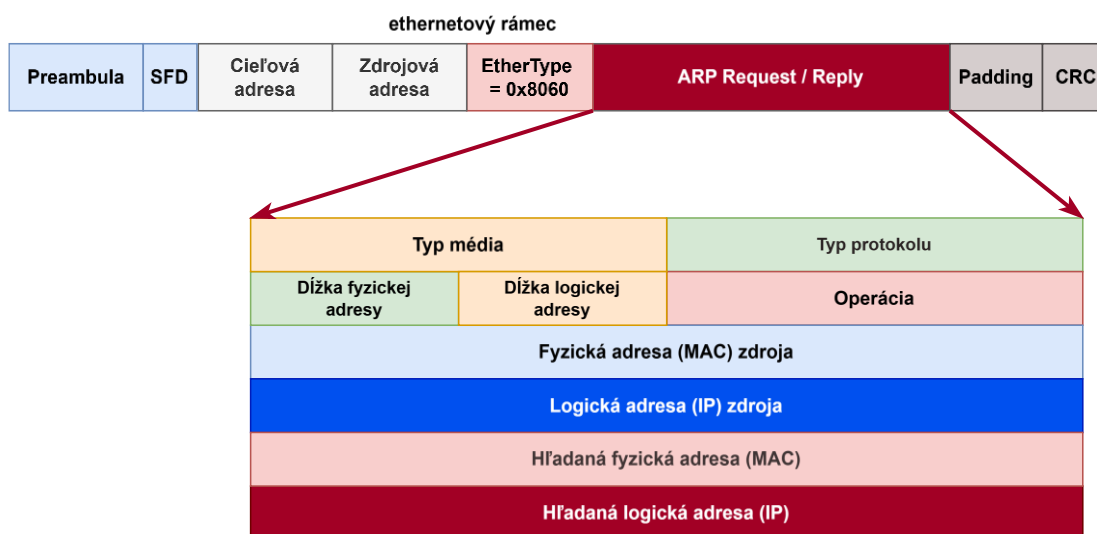 ethernetový rámec
Preambula
SFD
Cieľová
adresa
Zdrojová
adresa
EtherType
= 0x8060
ARP Request / Reply
Padding
CRC
Typ média
Typ protokolu
Dĺžka fyzickej
adresy
Dĺžka logickej
adresy
Operácia
Fyzická adresa (MAC) zdroja
Logická adresa (IP) zdroja
Hľadaná fyzická adresa (MAC)
Hľadaná logická adresa (IP)